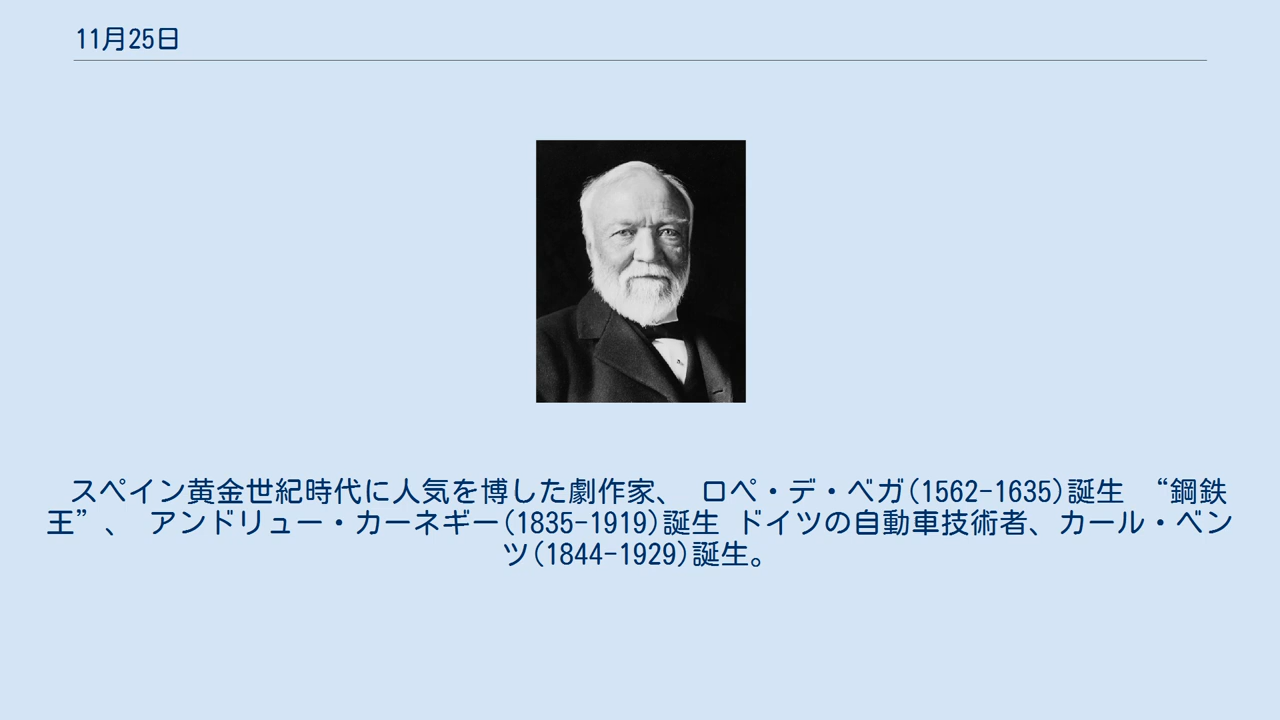 11月25日
スペイン黄金世紀時代に人気を博した劇作家、 ロペ・デ・ベガ(1562-1635)誕生 “鋼鉄
王”、 アンドリュー・カーネギー(1835-1919)誕生 ドイツの自動車技術者、カール・ベン
ツ(1844-1929)誕生。